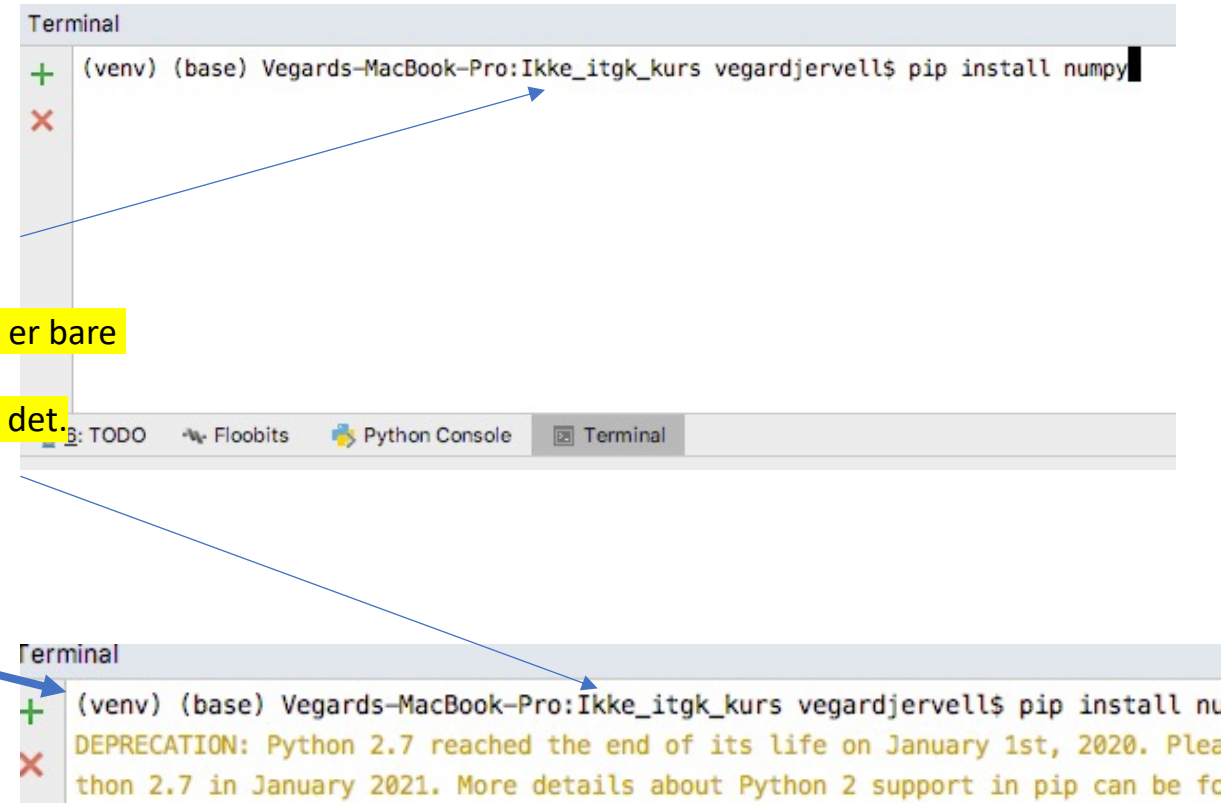 Terminal
(venv) (base) Vegards-MacBook-Pro:Ikke_itgk_kurs vegardjervell$ pip install numpy
er bare
det.
6: TODO Floobits Python Console Terminal
Terminal
(venv) (base) Vegards-MacBook-Pro:Ikke_itgk_kurs vegardjervell$ pip install nu
DEPRECATION: Python 2.7 reached the end of its life on January 1st, 2020. Plea
thon 2.7 in January 2021. More details about Python 2 support in pip can be fo